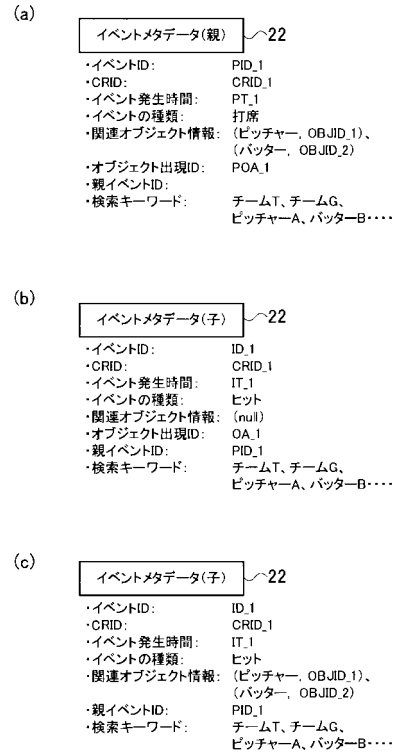 (a)
イベントメタデータ(親) 22
・イベントID: PID_1
・CRID: CRID_1
・イベント発生時間: PT_1
・イベントの種類: 打席
・関連オブジェクト情報: (ピッチャー, OBJID_1)、
(バッター, OBJID_2)
・オブジェクト出現ID: POA_1
・親イベントID:
・検索キーワード: チームT、チームG、
ピッチャーA、バッターB・・・・
(b)
イベントメタデータ(子) 22
・イベントID: ID_1
・CRID: CRID_1
・イベント発生時間: IT_1
・イベントの種類: ヒット
・関連オブジェクト情報: (null)
・オブジェクト出現ID: OA_1
・親イベントID: PID_1
・検索キーワード: チームT、チームG、
ピッチャーA、バッターB・・・・
(c)
イベントメタデータ(子) 22
・イベントID: ID_1
・CRID: CRID_1
・イベント発生時間: IT_1
・イベントの種類: ヒット
・関連オブジェクト情報: (ピッチャー, OBJID_1)、
(バッター, OBJID_2)
・親イベントID: PID_1
・検索キーワード: チームT、チームG、
ピッチャーA、バッターB・・・・